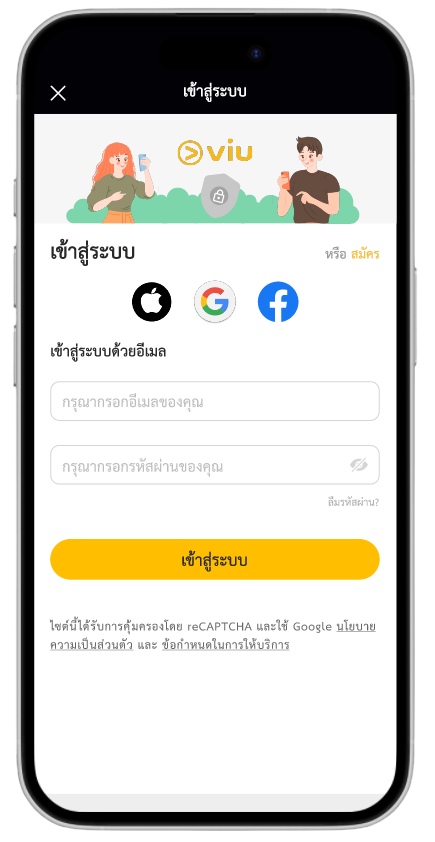 เข้าสู่ระบบ
viu
เข้าสู่ระบบ
หรือ สมัคร
เข้าสู่ระบบด้วยอีเมล
กรุณากรอกอีเมลของคุณ
กรุณากรอกรหัสผ่านของคุณ
ลืมรหัสผ่าน?
เข้าสู่ระบบ
ไซต์นี้ได้รับการคุ้มครองโดย reCAPTCHA และใช้ Google นโยบาย
ความเป็นส่วนตัว และ ข้อกำหนดในการให้บริการ